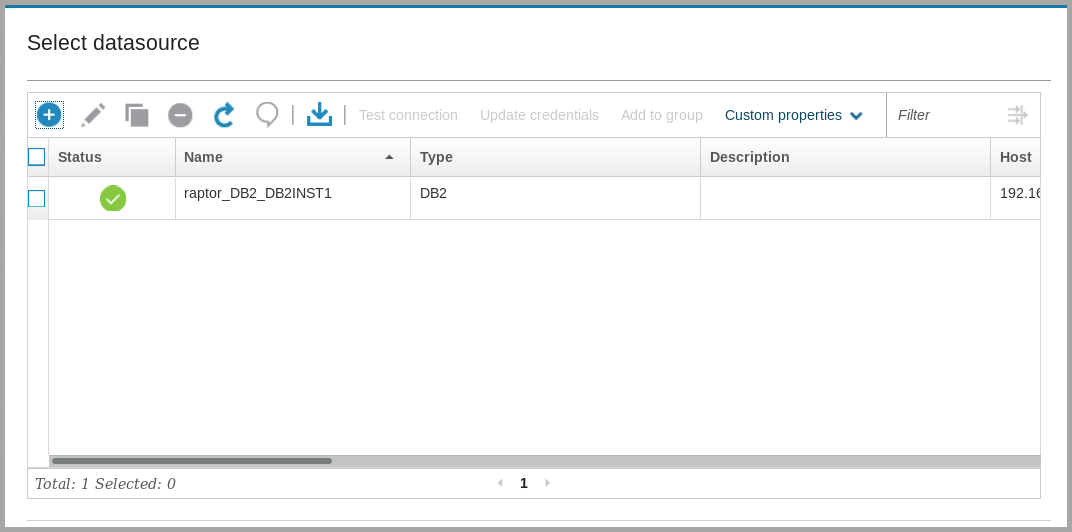 Select datasource
Test connection Update credentials Add to group Custom properties Filter
Status Name Type Description Host
raptor_DB2_DB2INST1 DB2 192.16
Total: 1 Selected: 0 1